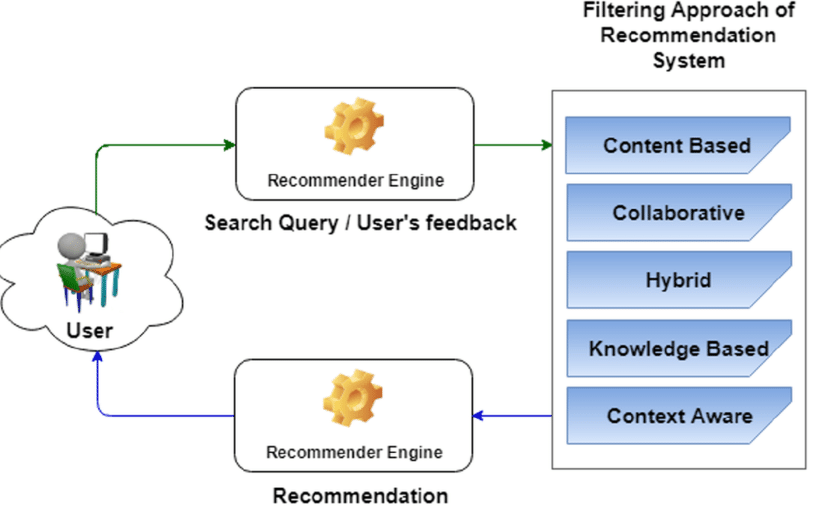 Filtering Approach of
Recommendation
System
Recommender Engine
Search Query / User's feedback
Content Based
Collaborative
Hybrid
Knowledge Based
Context Aware
User
Recommender Engine
Recommendation